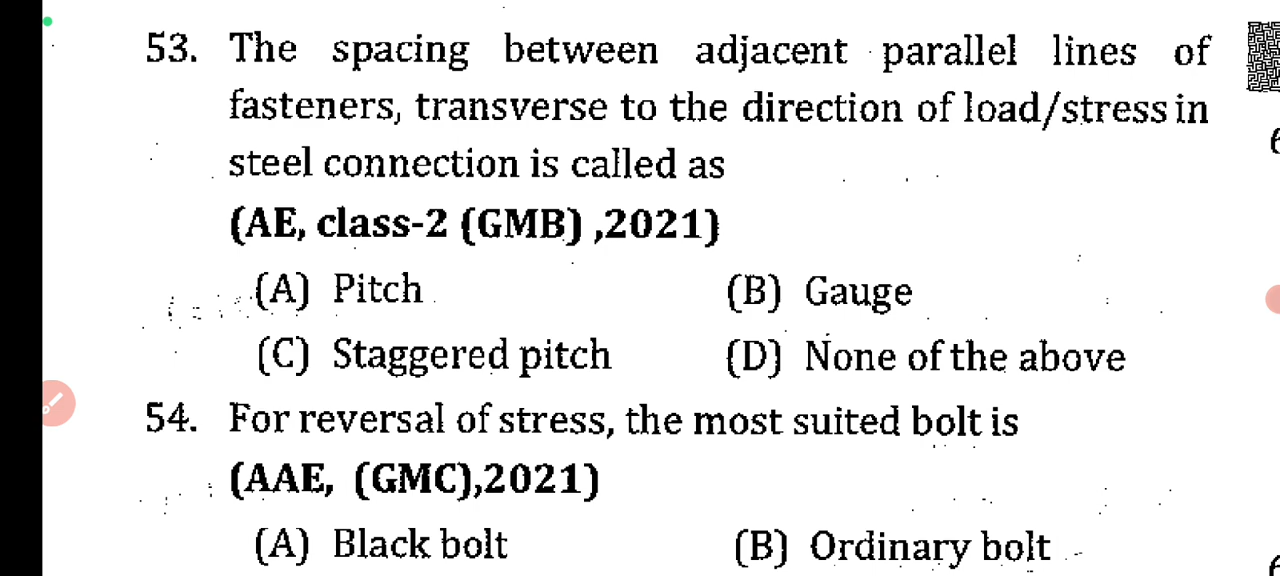 53. The spacing between adjacent parallel lines of
fasteners, transverse to the direction of load/stress in
steel connection is called as
(AE, class-2 (GMB) ,2021)
(A) Pitch (B) Gauge
(C) Staggered pitch (D) None of the above
54. For reversal of stress, the most suited bolt is
(AAE, (GMC),2021)
(A) Black bolt (B) Ordinary bolt